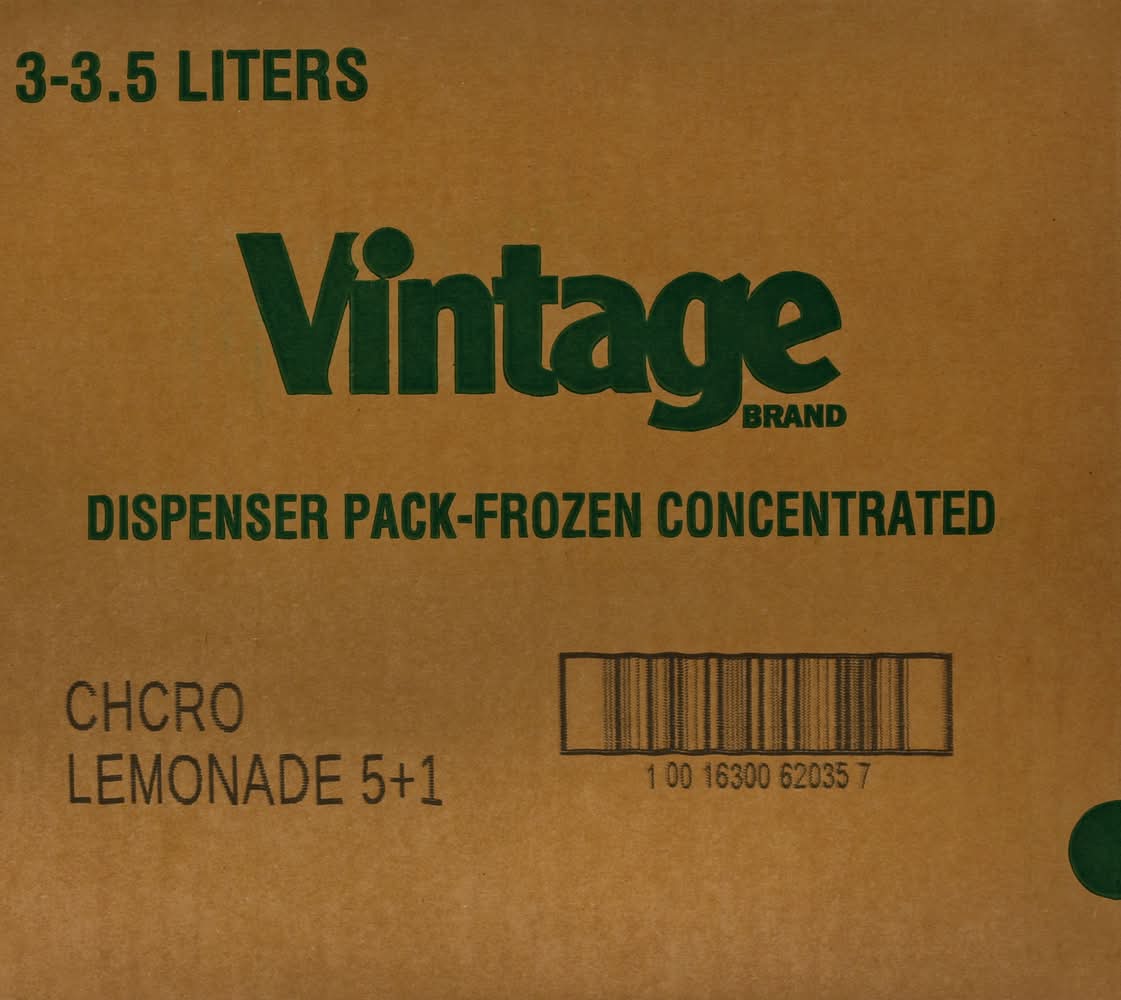 3-3.5 LITERS
Vintage
BRAND
DISPENSER PACK-FROZEN CONCENTRATED
CHCRO
LEMONADE 5+1
1 00 16300 62035 7